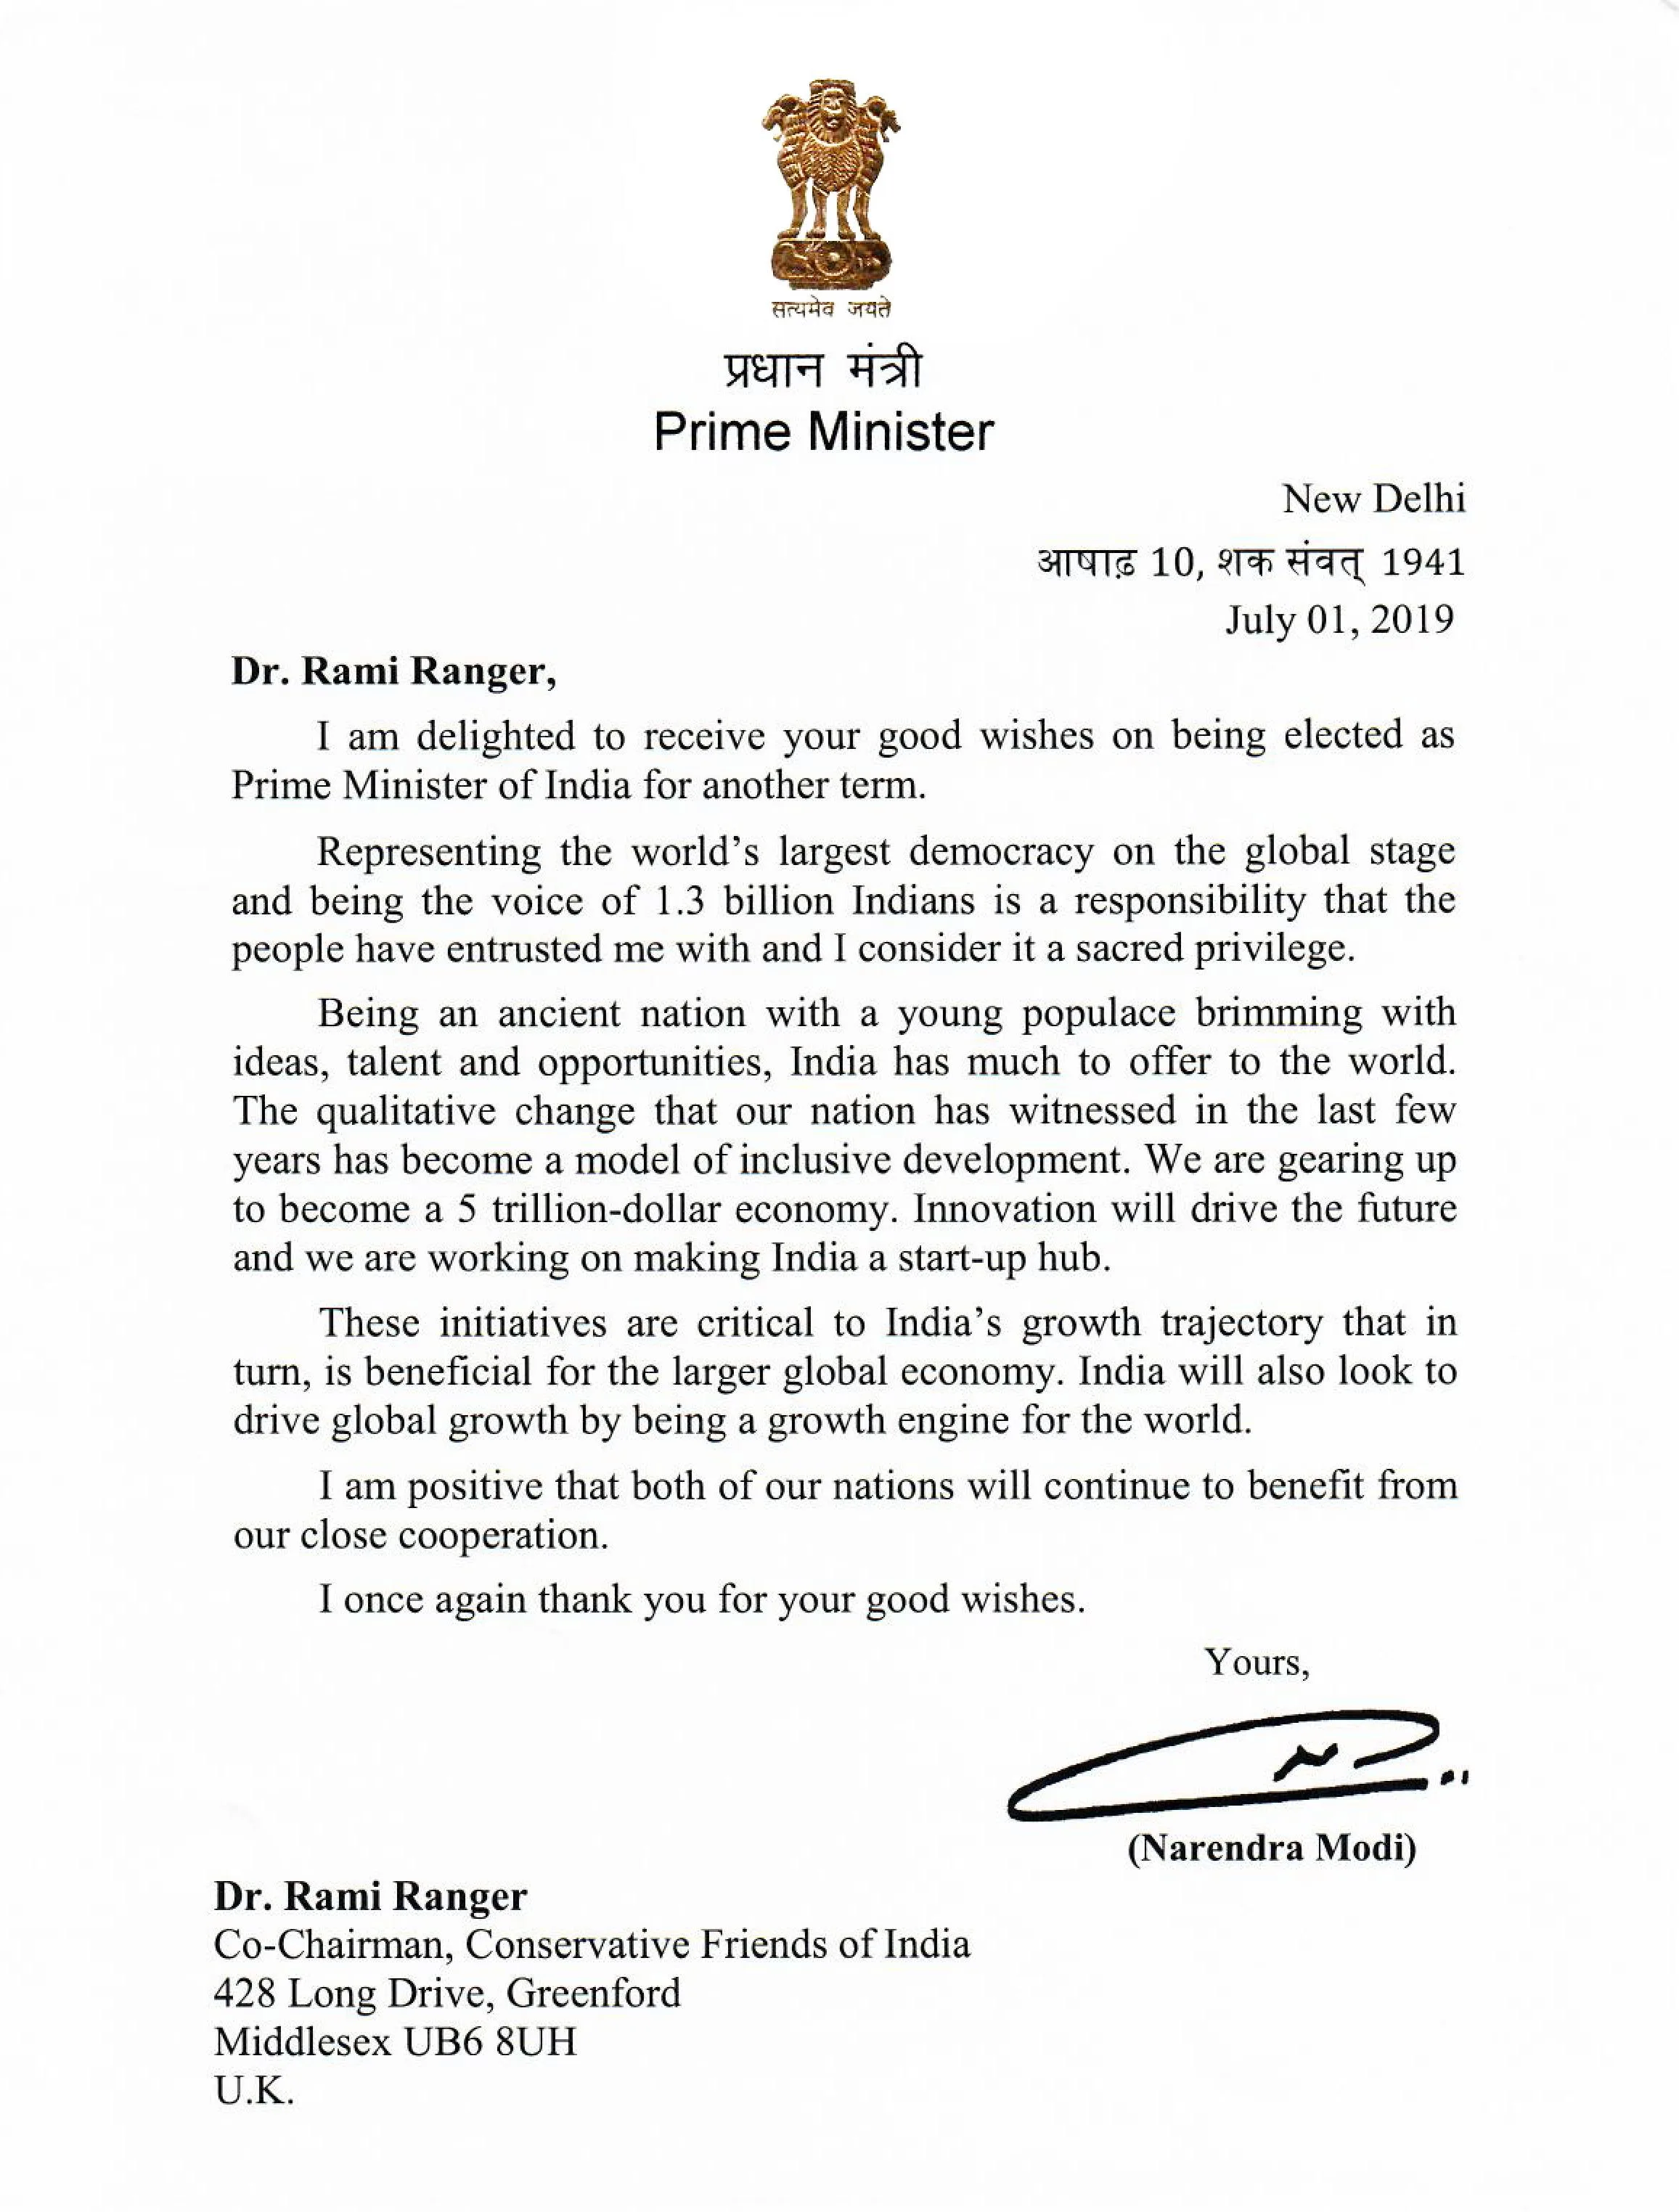 सत्यमेव जयते
प्रधान मंत्री
Prime Minister
New Delhi
आषाढ़ 10, शक संवत् 1941
July 01, 2019
Dr. Rami Ranger,
I am delighted to receive your good wishes on being elected as
Prime Minister of India for another term.
Representing the world's largest democracy on the global stage
and being the voice of 1.3 billion Indians is a responsibility that the
people have entrusted me with and I consider it a sacred privilege.
Being an ancient nation with a young populace brimming with
ideas, talent and opportunities, India has much to offer to the world.
The qualitative change that our nation has witnessed in the last few
years has become a model of inclusive development. We are gearing up
to become a 5 trillion-dollar economy. Innovation will drive the future
and we are working on making India a start-up hub.
These initiatives are critical to India's growth trajectory that in
turn, is beneficial for the larger global economy. India will also look to
drive global growth by being a growth engine for the world.
I am positive that both of our nations will continue to benefit from
our close cooperation.
I once again thank you for your good wishes.
Yours,
(Narendra Modi)
Dr. Rami Ranger
Co-Chairman, Conservative Friends of India
428 Long Drive, Greenford
Middlesex UB6 8UH
U.K.